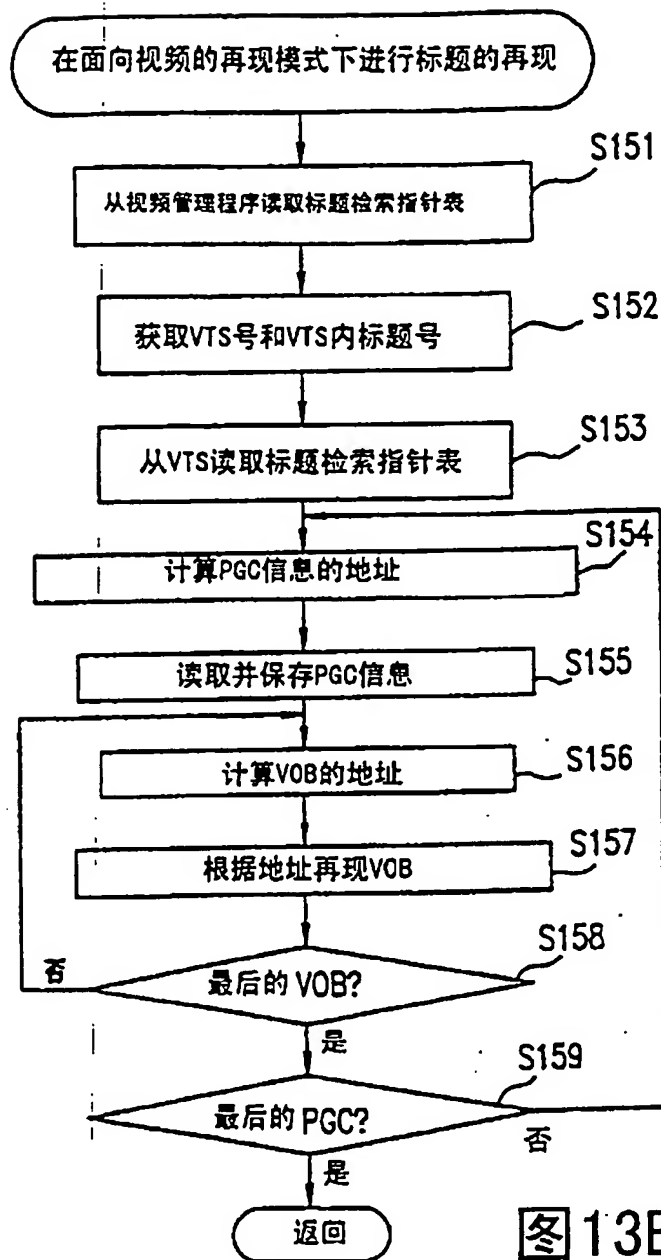 在面向视频的再现模式下进行标题的再现
S151
从视频管理程序读取标题检索指针表
S152
获取VTS号和VTS内标题号
S153
从VTS读取标题检索指针表
S154
计算PGC信息的地址
S155
读取并保存PGC信息
S156
计算VOB的地址
S157
根据地址再现VOB
S158
否
最后的VOB?
是
S159
最后的PGC?
否
是
返回
图13B